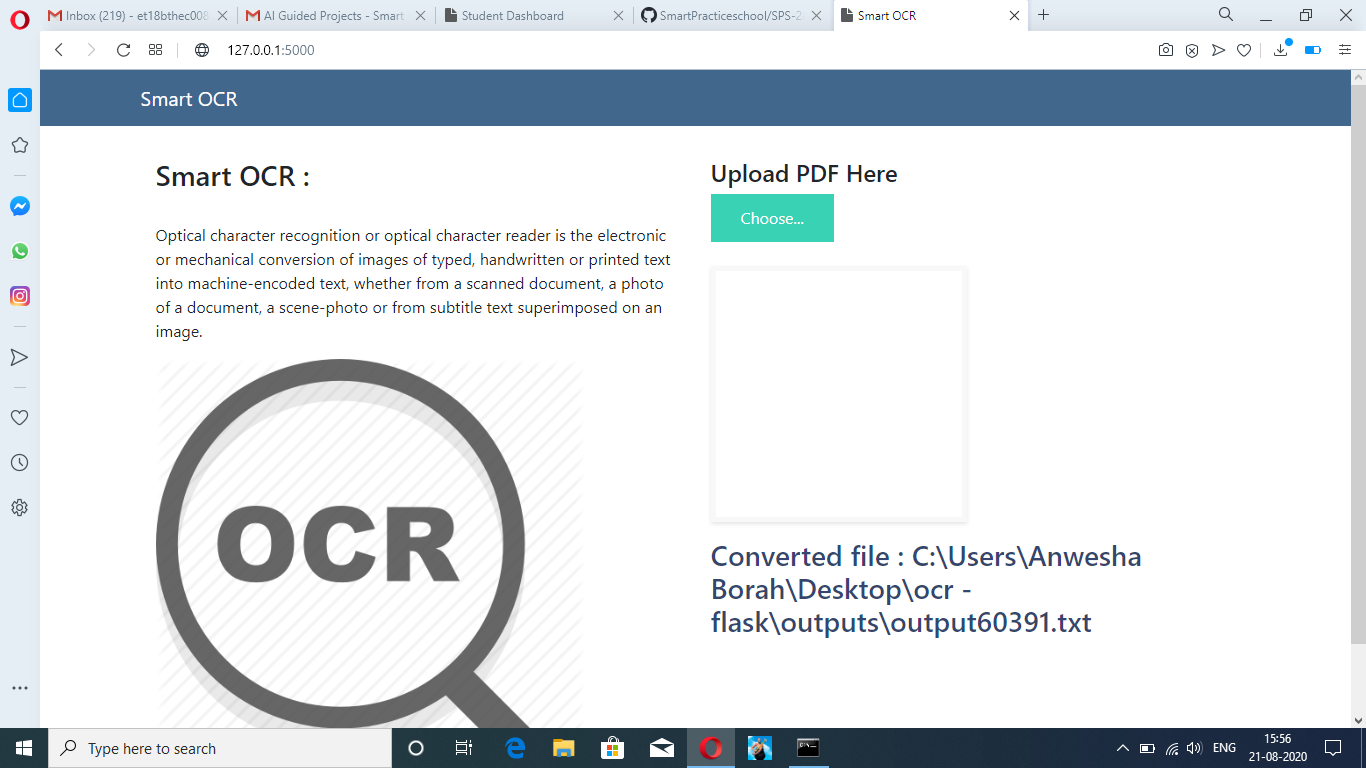 Inbox (219) - et18bthec008
AI Guided Projects - Smart
Student Dashboard
SmartPracticeschool/SPS-2
Smart OCR
127.0.0.1:5000
Smart OCR
Smart OCR :
Optical character recognition or optical character reader is the electronic
or mechanical conversion of images of typed, handwritten or printed text
into machine-encoded text, whether from a scanned document, a photo
of a document, a scene-photo or from subtitle text superimposed on an
image.
OCR
Upload PDF Here
Choose...
Converted file : C:\Users\Anwesha
Borah\Desktop\ocr -
flask\outputs\output60391.txt
Type here to search
ENG
15:56
21-08-2020